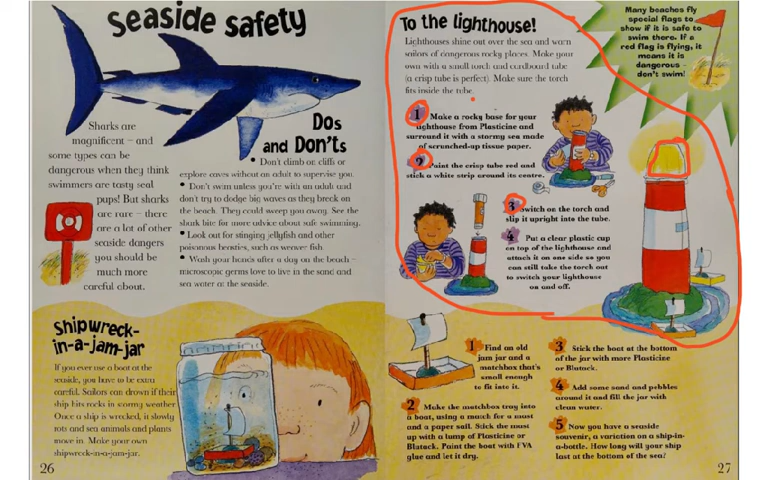 Seaside safety
Sharks are
magnificent – and
some types can be
dangerous when they think
swimmers are tasty seal
pups! But sharks
are rare – there
are a lot of other
seaside dangers
you should be
much more
careful about.
Dos
and Don'ts
• Don't climb on cliffs or
explore caves without an adult to supervise you.
• Don't swim unless you're with an adult and
don't try to dodge big waves as they break on
the beach. They could sweep you away. See the
shark bite for more advice about safe swimming.
• Look out for stinging jellyfish and other
poisonous beasties, such as weever fish.
• Wash your hands after a day on the beach –
microscopic germs love to live in the sand and
sea water at the seaside.
Shipwreck-
in-a-jam-jar
If you ever use a boat at the
seaside, you have to be extra
careful. Sailors can drown if their
ship hits rocks in stormy weather.
Once a ship is wrecked, it slowly
rots and sea animals and plants
move in. Make your own
shipwreck-in-a-jam-jar.
26
To the lighthouse!
Lighthouses shine out over the sea and warn
sailors of dangerous rocky places. Make your
own with a small torch and cardboard tube
(a crisp tube is perfect). Make sure the torch
fits inside the tube.
1 Make a rocky base for your
lighthouse from Plasticine and
surround it with a stormy sea made
of scrunched-up tissue paper.
2 Paint the crisp tube red and
stick a white strip around its centre.
3 Switch on the torch and
slip it upright into the tube.
4 Put a clear plastic cup
on top of the lighthouse and
attach it on one side so you
can still take the torch out
to switch your lighthouse
on and off.
Many beaches fly
special flags to
show if it is safe to
swim there. If a
red flag is flying, it
means it is
dangerous –
don't swim!
1 Find an old
jam jar and a
matchbox that's
small enough
to fit into it.
2 Make the matchbox tray into
a boat, using a match for a mast
and a paper sail. Stick the mast
up with a lump of Plasticine or
Blutack. Paint the boat with PVA
glue and let it dry.
3 Stick the boat at the bottom
of the jar with more Plasticine
or Blutack.
4 Add some sand and pebbles
around it and fill the jar with
clean water.
5 Now you have a seaside
souvenir, a variation on a ship-in-
a-bottle. How long will your ship
last at the bottom of the sea?
27